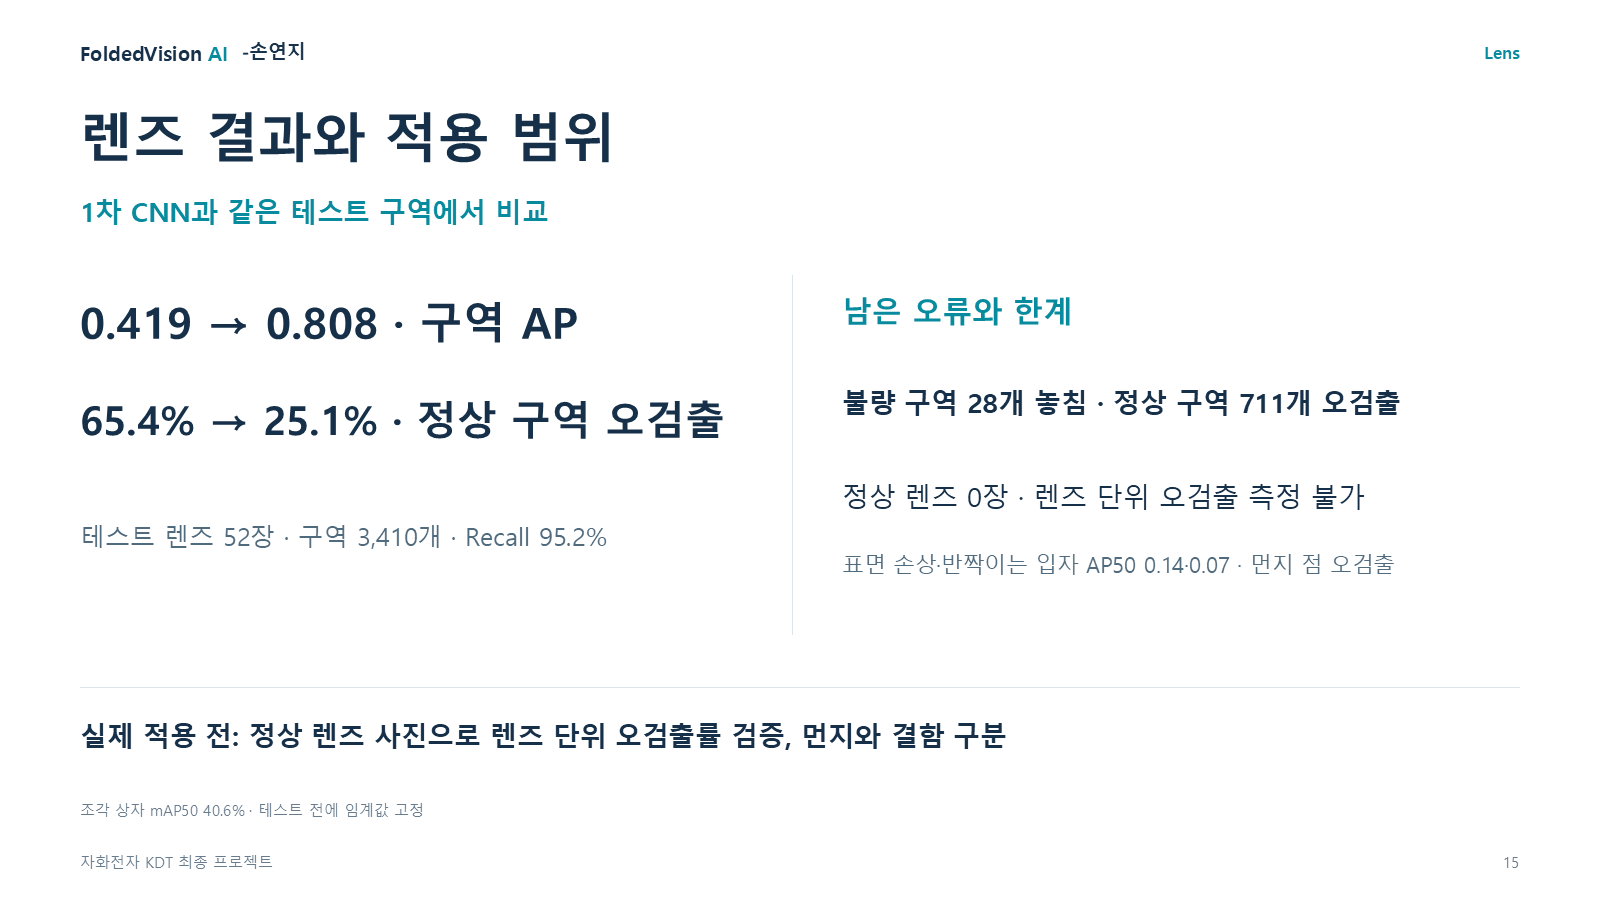 FoldedVision AI -손연지
Lens
렌즈 결과와 적용 범위
1차 CNN과 같은 테스트 구역에서 비교
0.419 → 0.808 · 구역 AP
65.4% → 25.1% · 정상 구역 오검출
테스트 렌즈 52장 · 구역 3,410개 · Recall 95.2%
남은 오류와 한계
불량 구역 28개 놓침 · 정상 구역 711개 오검출
정상 렌즈 0장 · 렌즈 단위 오검출 측정 불가
표면 손상·반짝이는 입자 AP50 0.14·0.07 · 먼지 점 오검출
실제 적용 전: 정상 렌즈 사진으로 렌즈 단위 오검출률 검증, 먼지와 결함 구분
조각 상자 mAP50 40.6% · 테스트 전에 임계값 고정
자화전자 KDT 최종 프로젝트
15